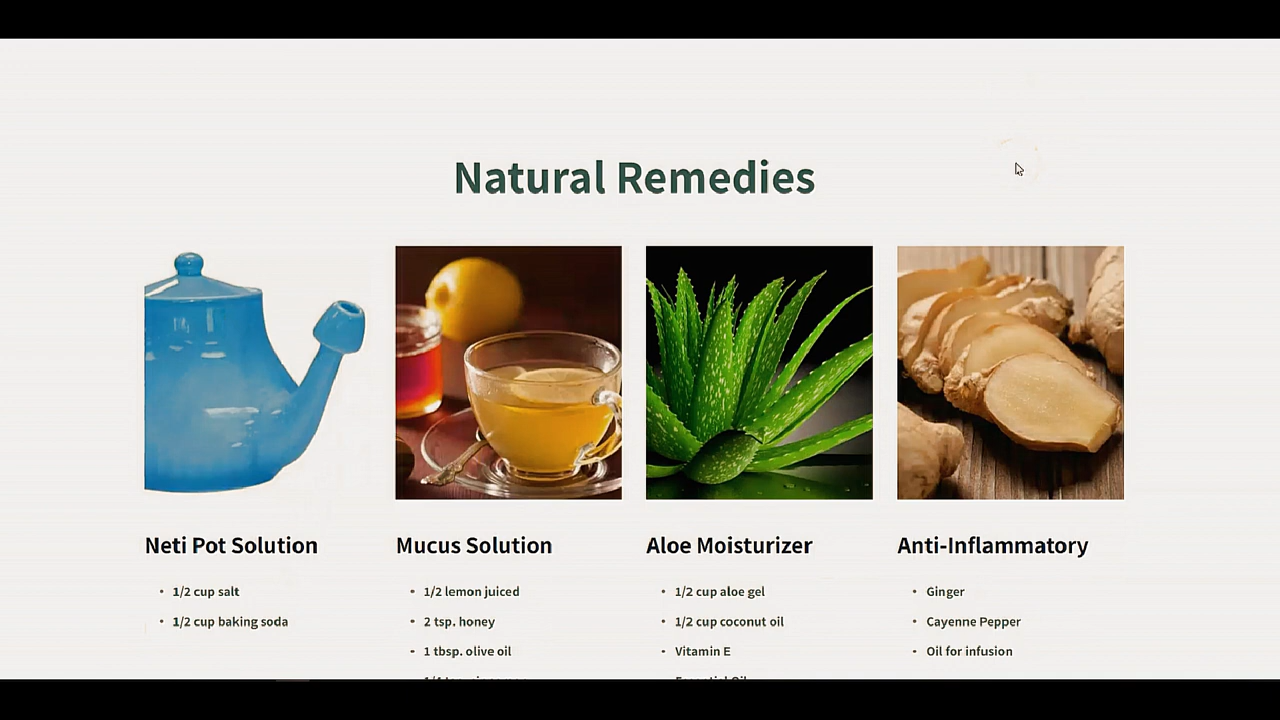 Natural Remedies
Neti Pot Solution
• 1/2 cup salt
• 1/2 cup baking soda
Mucus Solution
• 1/2 lemon juiced
• 2 tsp. honey
• 1 tbsp. olive oil
Aloe Moisturizer
• 1/2 cup aloe gel
• 1/2 cup coconut oil
• Vitamin E
Anti-Inflammatory
• Ginger
• Cayenne Pepper
• Oil for infusion